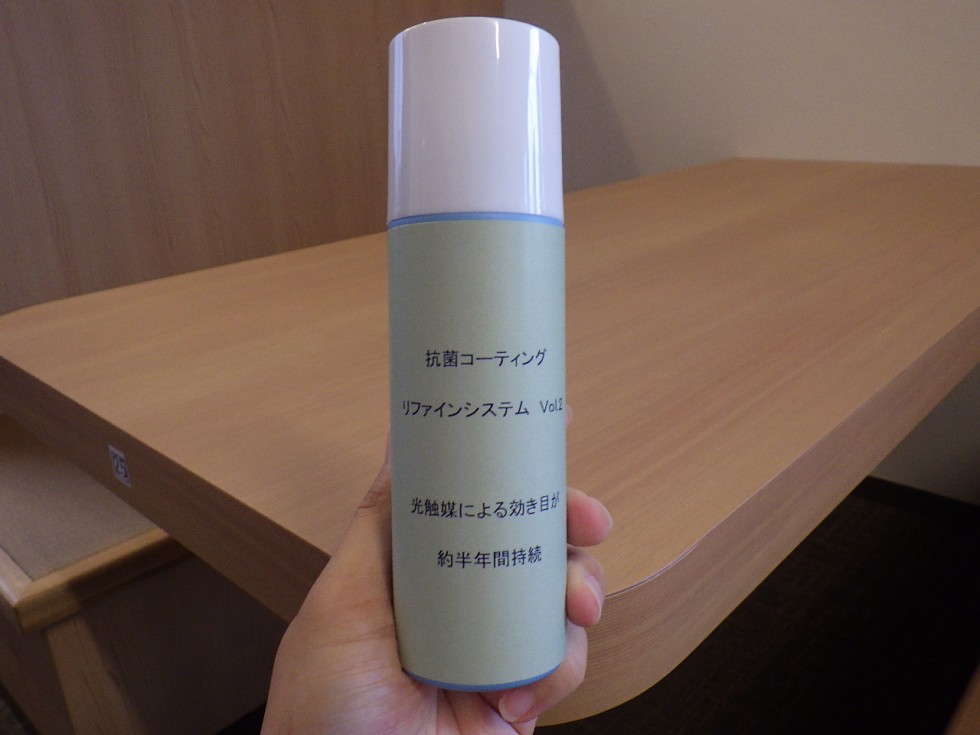 抗菌コーティング
リファインシステム Vol.2
光触媒による効き目が
約半年間持続
25